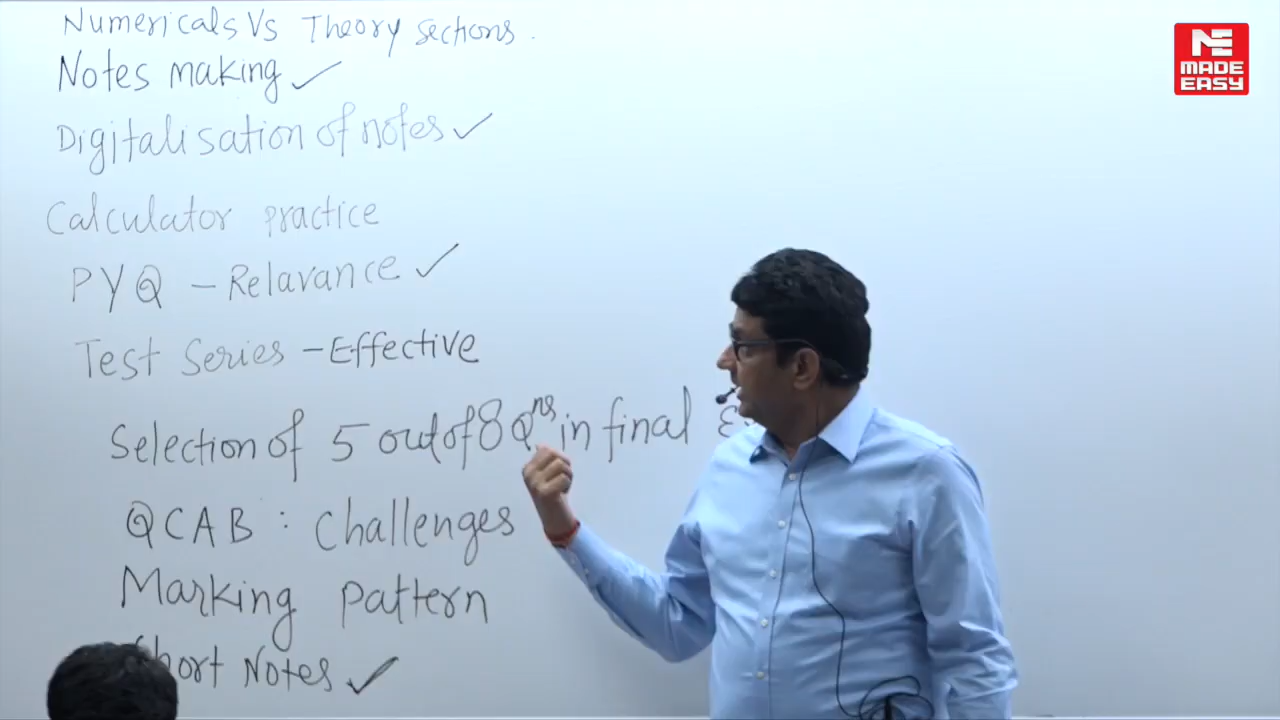 Numericals Vs Theory sections.
Notes making ✓
Digitalisation of notes ✓
Calculator practice
PYQ - Relavance ✓
Test Series - Effective
Selection of 5 out of 8 Qns in final
QCAB : Challenges
Marking pattern
Short Notes ✓
ME
MADE
EASY